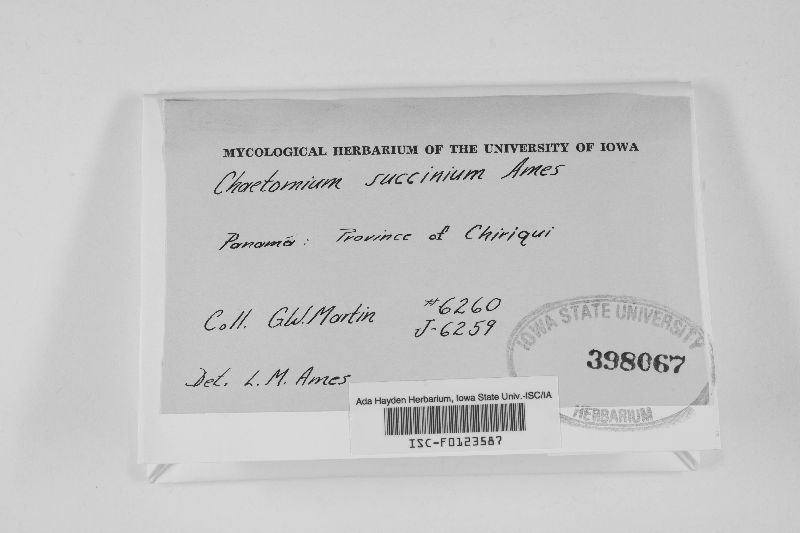 MYCOLOGICAL HERBARIUM OF THE UNIVERSITY OF IOWA
Chaetomium succinium Ames
Panamá: Province of Chiriqui
Coll. G.W. Martin #6260
J-6259
Det. L.M. Ames
IOWA STATE UNIVERSITY
398067
HERBARIUM
Ada Hayden Herbarium, Iowa State Univ.-ISC/IA
ISC-F0123587